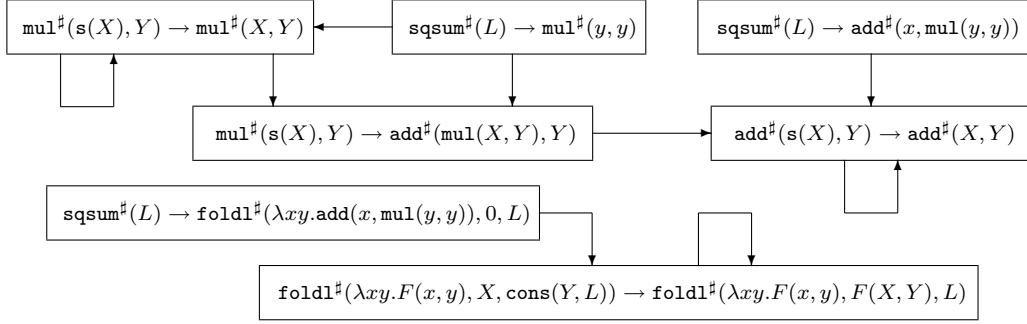 mul♯(s(X), Y) → mul♯(X, Y)
sqsum♯(L) → mul♯(y, y)
sqsum♯(L) → add♯(x, mul(y, y))
mul♯(s(X), Y) → add♯(mul(X, Y), Y)
add♯(s(X), Y) → add♯(X, Y)
sqsum♯(L) → foldl♯(λxy.add(x, mul(y, y)), 0, L)
foldl♯(λxy.F(x, y), X, cons(Y, L)) → foldl♯(λxy.F(x, y), F(X, Y), L)